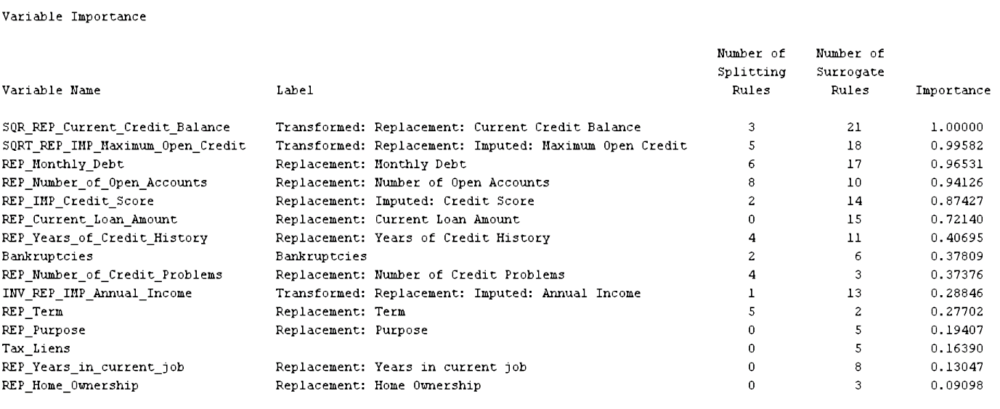 Variable Importance
Number of Number of
Splitting Surrogate
Variable Name Label Rules Rules Importance
SQR_REP_Current_Credit_Balance Transformed: Replacement: Current Credit Balance 3 21 1.00000
SQRT_REP_IMP_Maximum_Open_Credit Transformed: Replacement: Imputed: Maximum Open Credit 5 18 0.99582
REP_Monthly_Debt Replacement: Monthly Debt 6 17 0.96531
REP_Number_of_Open_Accounts Replacement: Number of Open Accounts 8 10 0.94126
REP_IMP_Credit_Score Replacement: Imputed: Credit Score 2 14 0.87427
REP_Current_Loan_Amount Replacement: Current Loan Amount 0 15 0.72140
REP_Years_of_Credit_History Replacement: Years of Credit History 4 11 0.40695
Bankruptcies Bankruptcies 2 6 0.37809
REP_Number_of_Credit_Problems Replacement: Number of Credit Problems 4 3 0.37376
INV_REP_IMP_Annual_Income Transformed: Replacement: Imputed: Annual Income 1 13 0.28846
REP_Term Replacement: Term 5 2 0.27702
REP_Purpose Replacement: Purpose 0 5 0.19407
Tax_Liens 0 5 0.16390
REP_Years_in_current_job Replacement: Years in current job 0 8 0.13047
REP_Home_Ownership Replacement: Home Ownership 0 3 0.09098